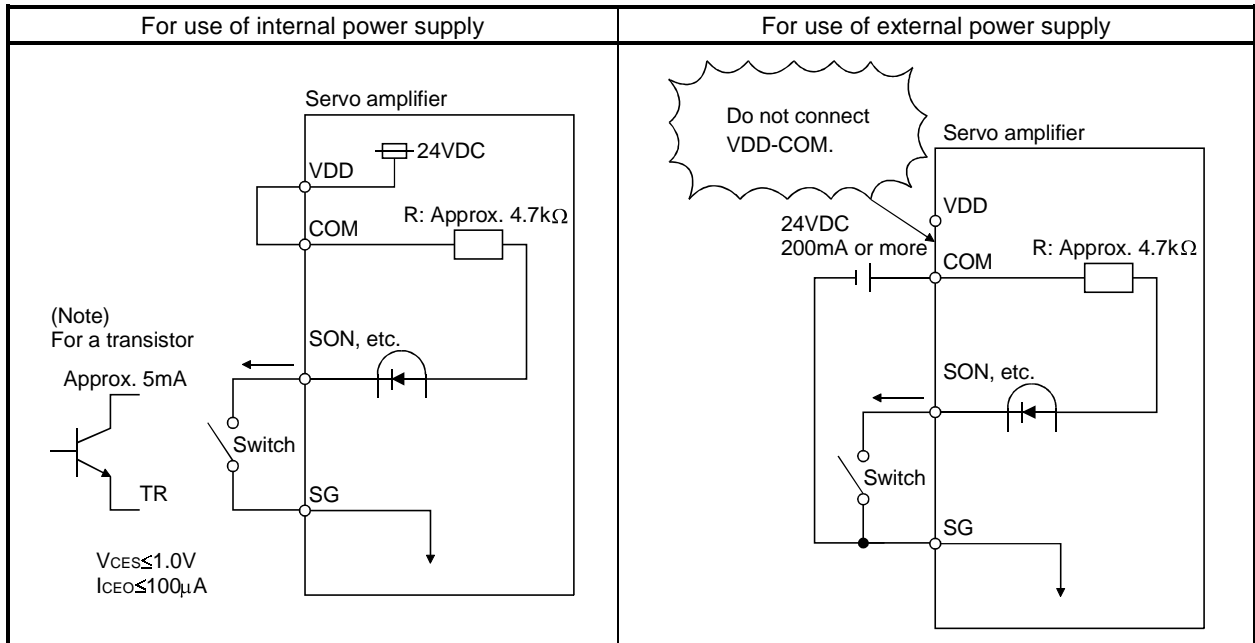 For use of internal power supply
For use of external power supply
Servo amplifier
24VDC
VDD
COM
R: Approx. 4.7kΩ
(Note)
For a transistor
Approx. 5mA
SON, etc.
Switch
TR
SG
VCES≤1.0V
ICEO≤100μA
Do not connect
VDD-COM.
Servo amplifier
VDD
24VDC
200mA or more
COM
R: Approx. 4.7kΩ
SON, etc.
Switch
SG